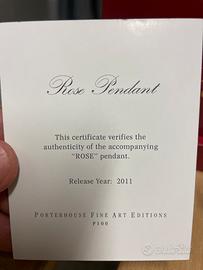 Rose Pendant
This certificate verifies the
authenticity of the accompanying
"ROSE" pendant.
Release Year: 2011
PORTERHOUSE FINE ART EDITIONS
P100